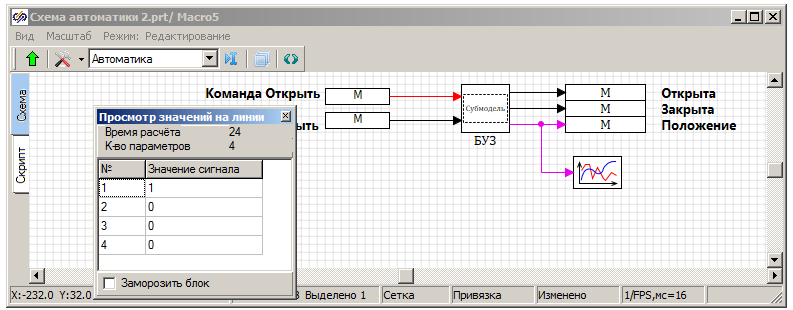 Схема автоматики 2.prt/ Macro5
Вид Масштаб Режим: Редактирование
Автоматика
Схема
Скрипт
Команда Открыть
М
ыть
М
Субмодель
БУЗ
М
Открыта
М
Закрыта
М
Положение
Просмотр значений на линии
Время расчёта 24
К-во параметров 4
№ Значение сигнала
1 1
2 0
3 0
4 0
Заморозить блок
X:-232.0 Y:32.0 3 Выделено 1 Сетка Привязка Изменено 1/FPS,мс=16